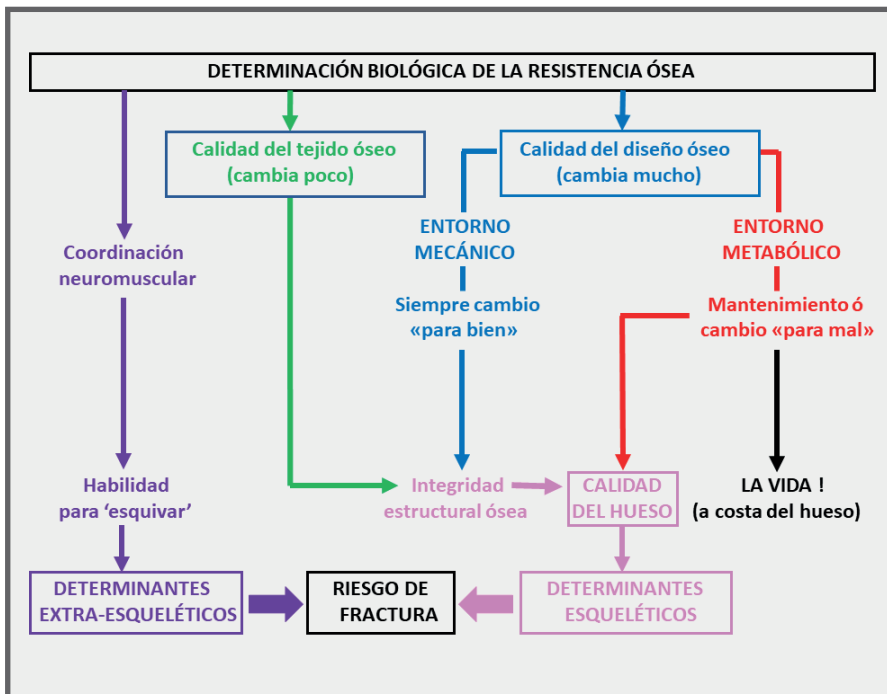 DETERMINACIÓN BIOLÓGICA DE LA RESISTENCIA ÓSEA
Calidad del tejido óseo
(cambia poco)
Calidad del diseño óseo
(cambia mucho)
Coordinación
neuromuscular
ENTORNO
MECÁNICO
ENTORNO
METABÓLICO
Siempre cambio
«para bien»
Mantenimiento ó
cambio «para mal»
Habilidad
para ‘esquivar’
Integridad
estructural ósea
CALIDAD
DEL HUESO
LA VIDA !
(a costa del hueso)
DETERMINANTES
EXTRA-ESQUELÉTICOS
RIESGO DE
FRACTURA
DETERMINANTES
ESQUELÉTICOS